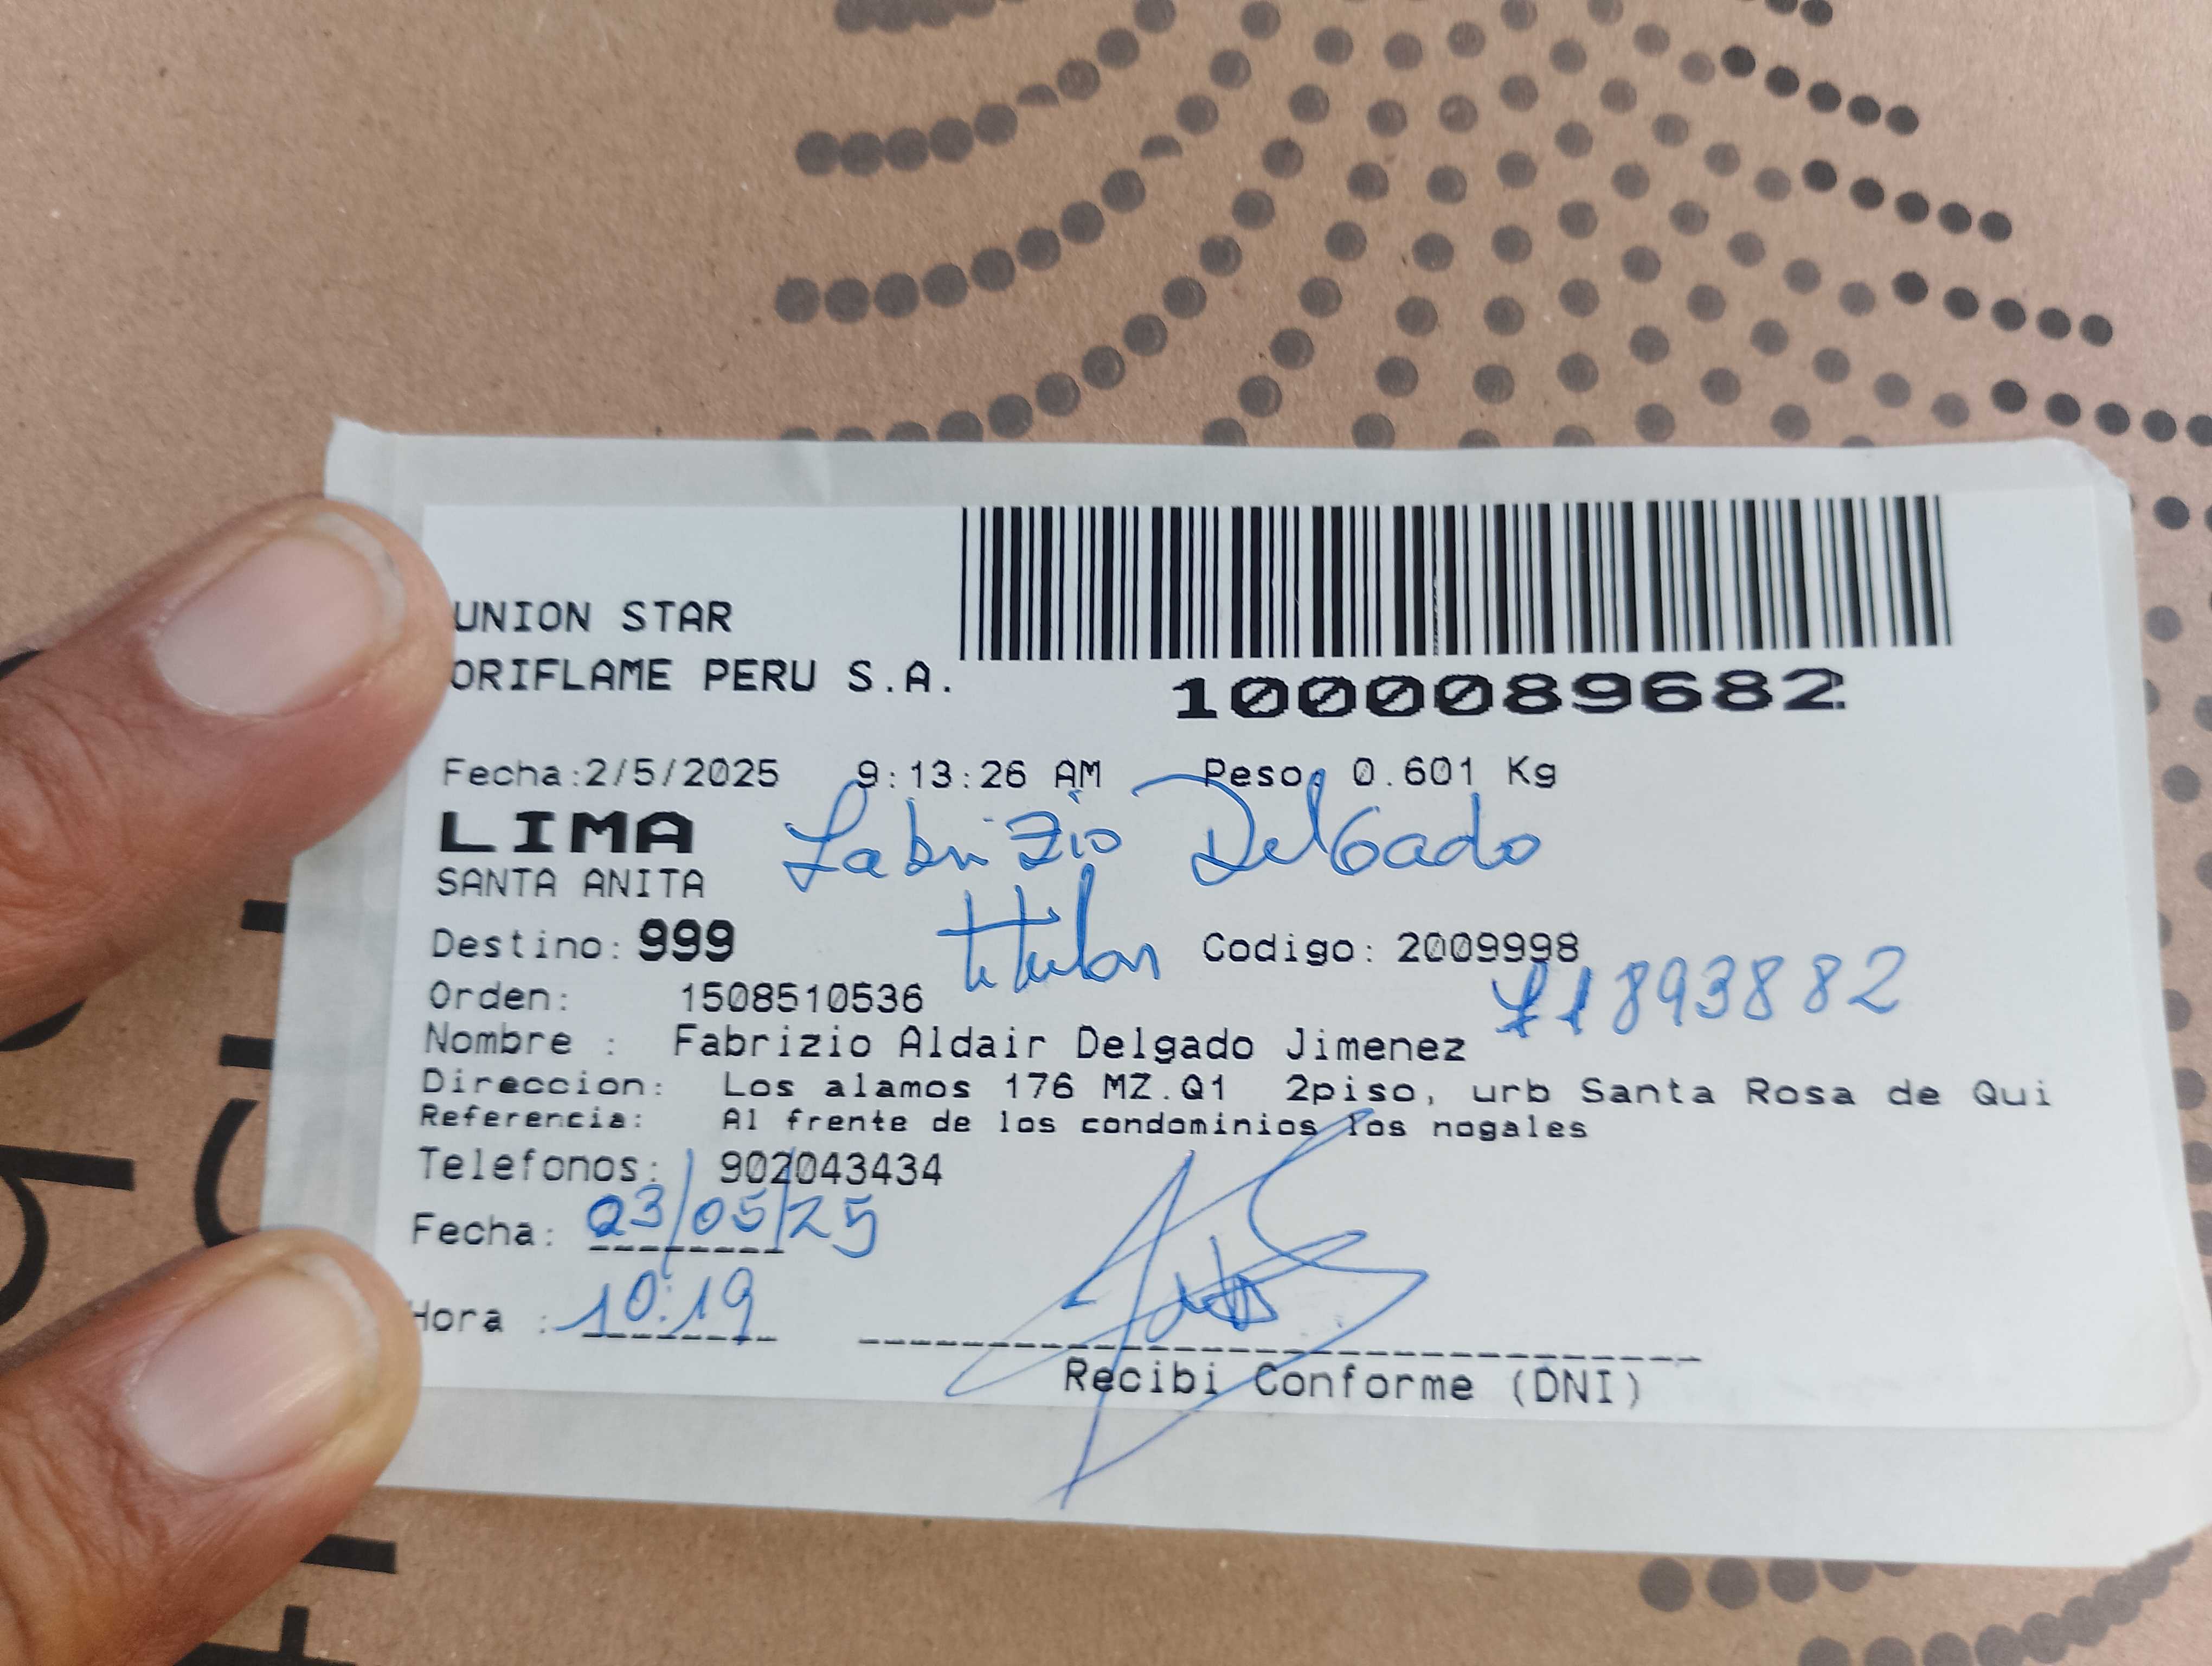 UNION STAR
ORIFLAME PERU S.A.
1000089682
Fecha:2/5/2025 9:13:26 AM Peso: 0.601 Kg
LIMA
Fabrizio Delgado
SANTA ANITA
titular
Destino: 999 Codigo: 2009998
Orden: 1508510536
1893882
Nombre : Fabrizio Aldair Delgado Jimenez
Direccion: Los alamos 176 MZ.Q1 2piso, urb Santa Rosa de Qui
Referencia: Al frente de los condominios los nogales
Telefonos: 902043434
Fecha: 03/05/25
Hora : 10:19
Recibi Conforme (DNI)